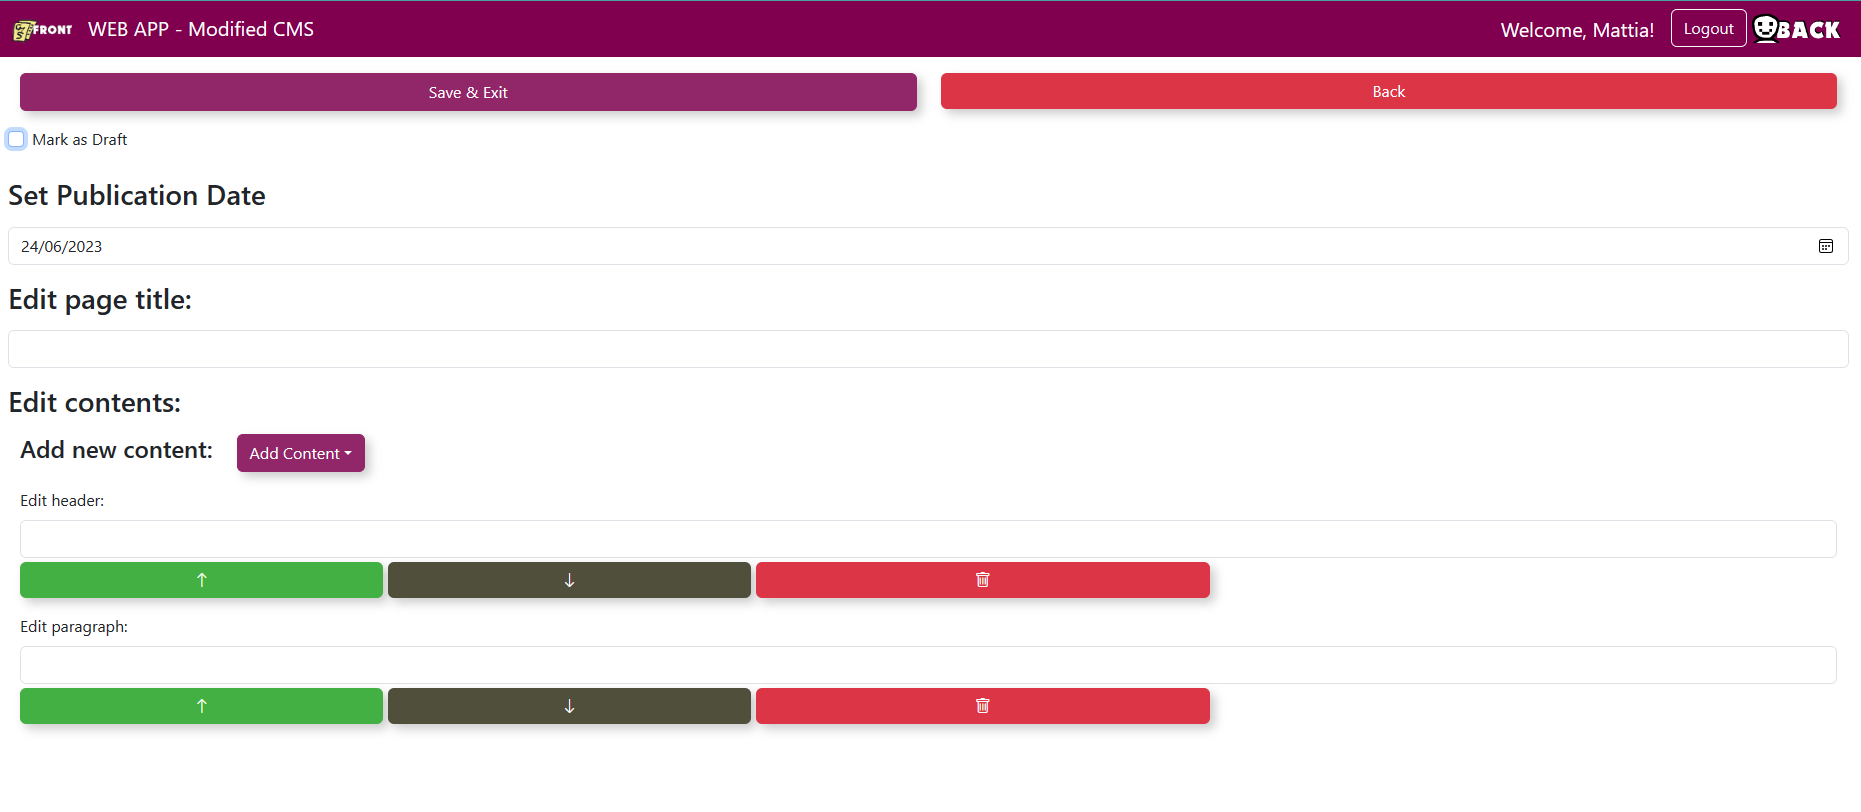 CMS FRONT WEB APP - Modified CMS Welcome, Mattia! Logout BACK
Save & Exit Back
Mark as Draft
Set Publication Date
24/06/2023
Edit page title:
Edit contents:
Add new content: Add Content
Edit header:
↑ ↓
Edit paragraph:
↑ ↓